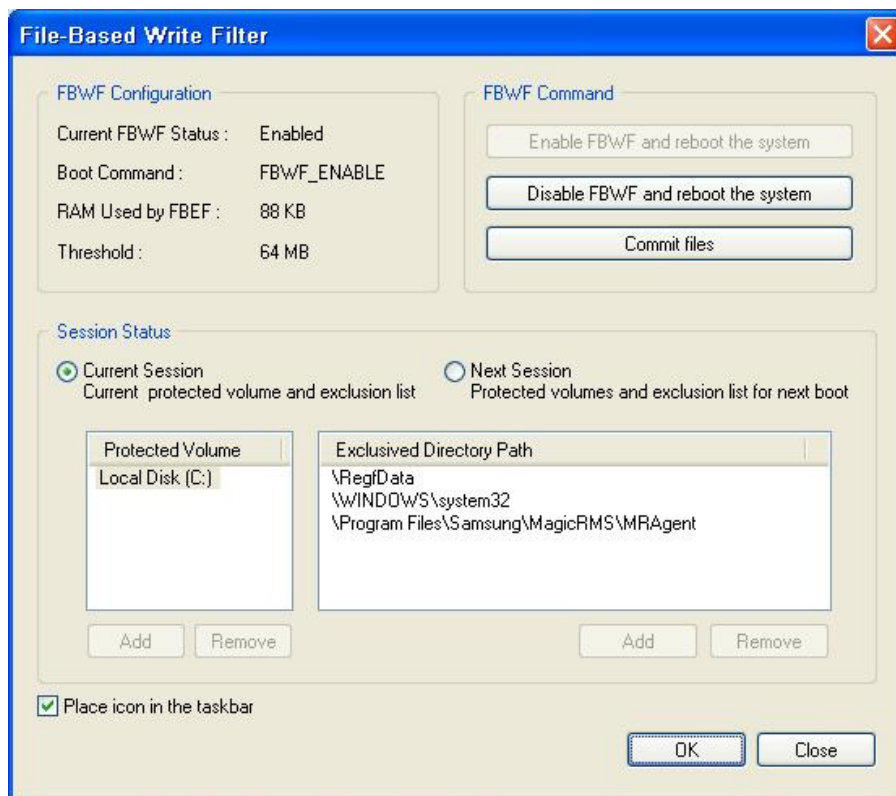 File-Based Write Filter
FBWF Configuration
Current FBWF Status : Enabled
Boot Command : FBWF_ENABLE
RAM Used by FBEF : 88 KB
Threshold : 64 MB
FBWF Command
Enable FBWF and reboot the system
Disable FBWF and reboot the system
Commit files
Session Status
Current Session
Current protected volume and exclusion list
Next Session
Protected volumes and exclusion list for next boot
Protected Volume
Local Disk (C:)
Exclusived Directory Path
\RegfData
\WINDOWS\system32
\Program Files\Samsung\MagicRMS\MRAgent
Add Remove
Add Remove
Place icon in the taskbar
OK Close